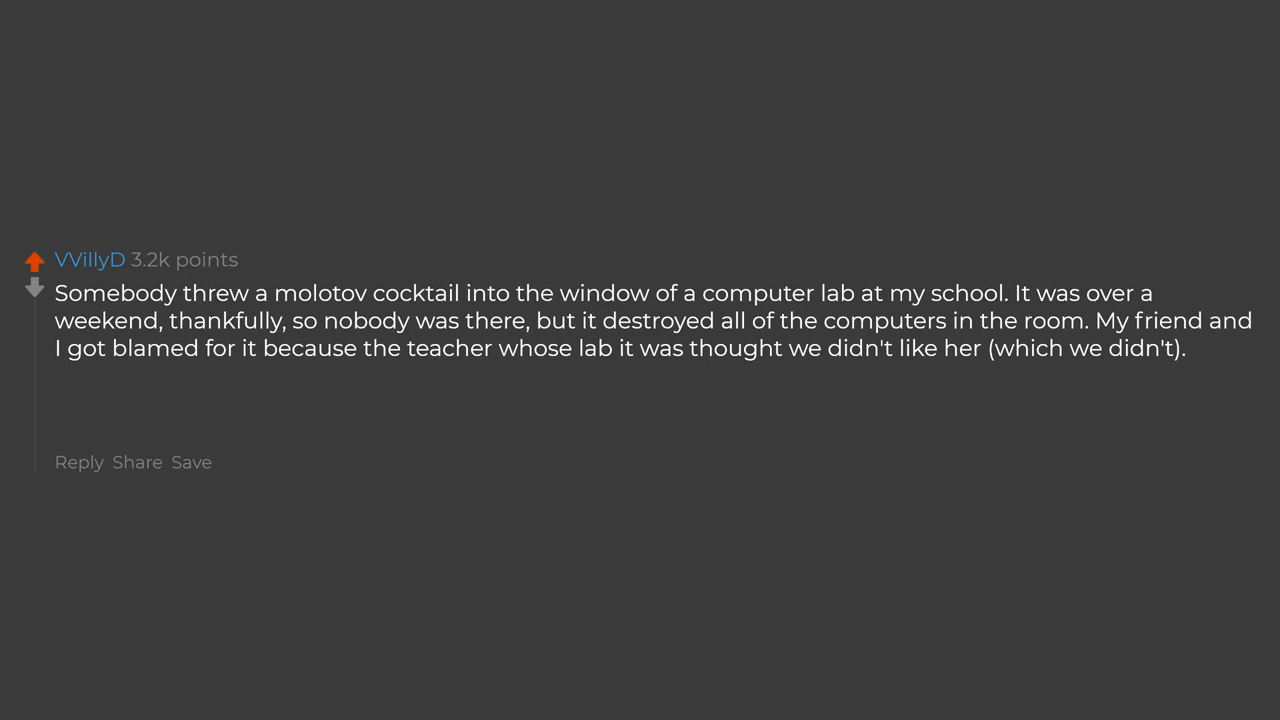 VVillyD 3.2k points
Somebody threw a molotov cocktail into the window of a computer lab at my school. It was over a
weekend, thankfully, so nobody was there, but it destroyed all of the computers in the room. My friend and
I got blamed for it because the teacher whose lab it was thought we didn't like her (which we didn't).
Reply Share Save